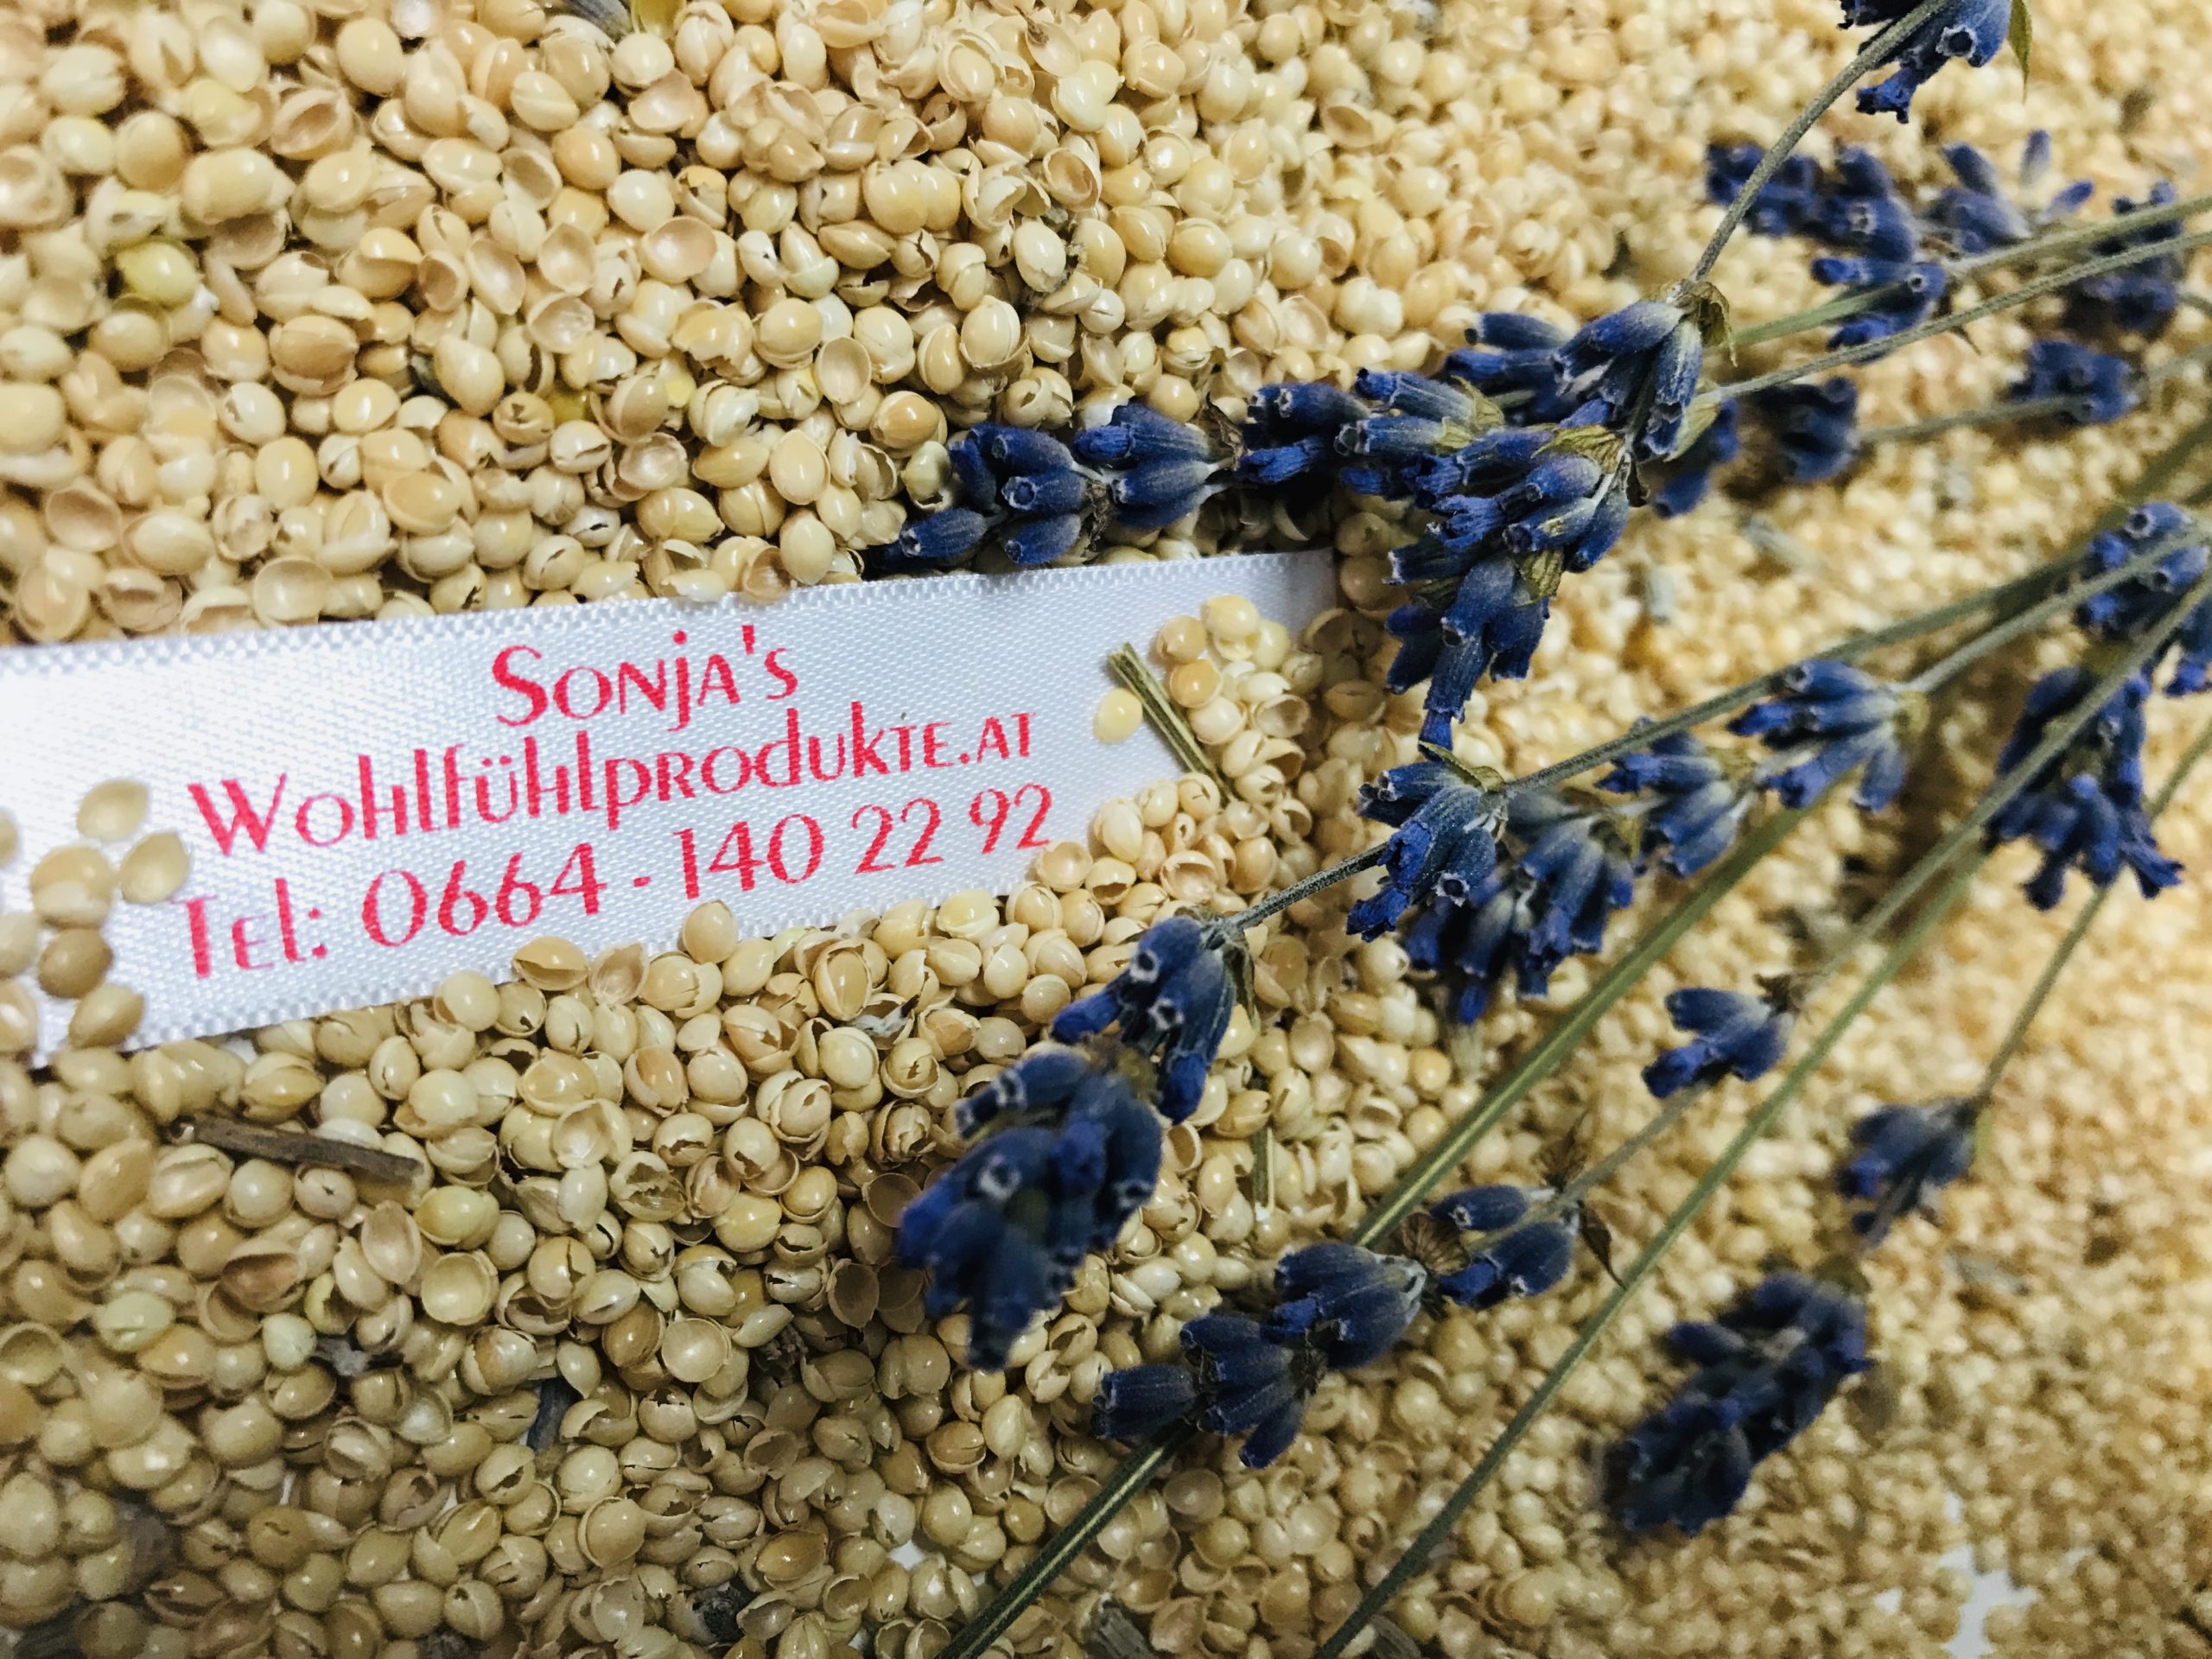 Sonja's
Wohlfühlprodukte.at
Tel: 0664-140 22 92